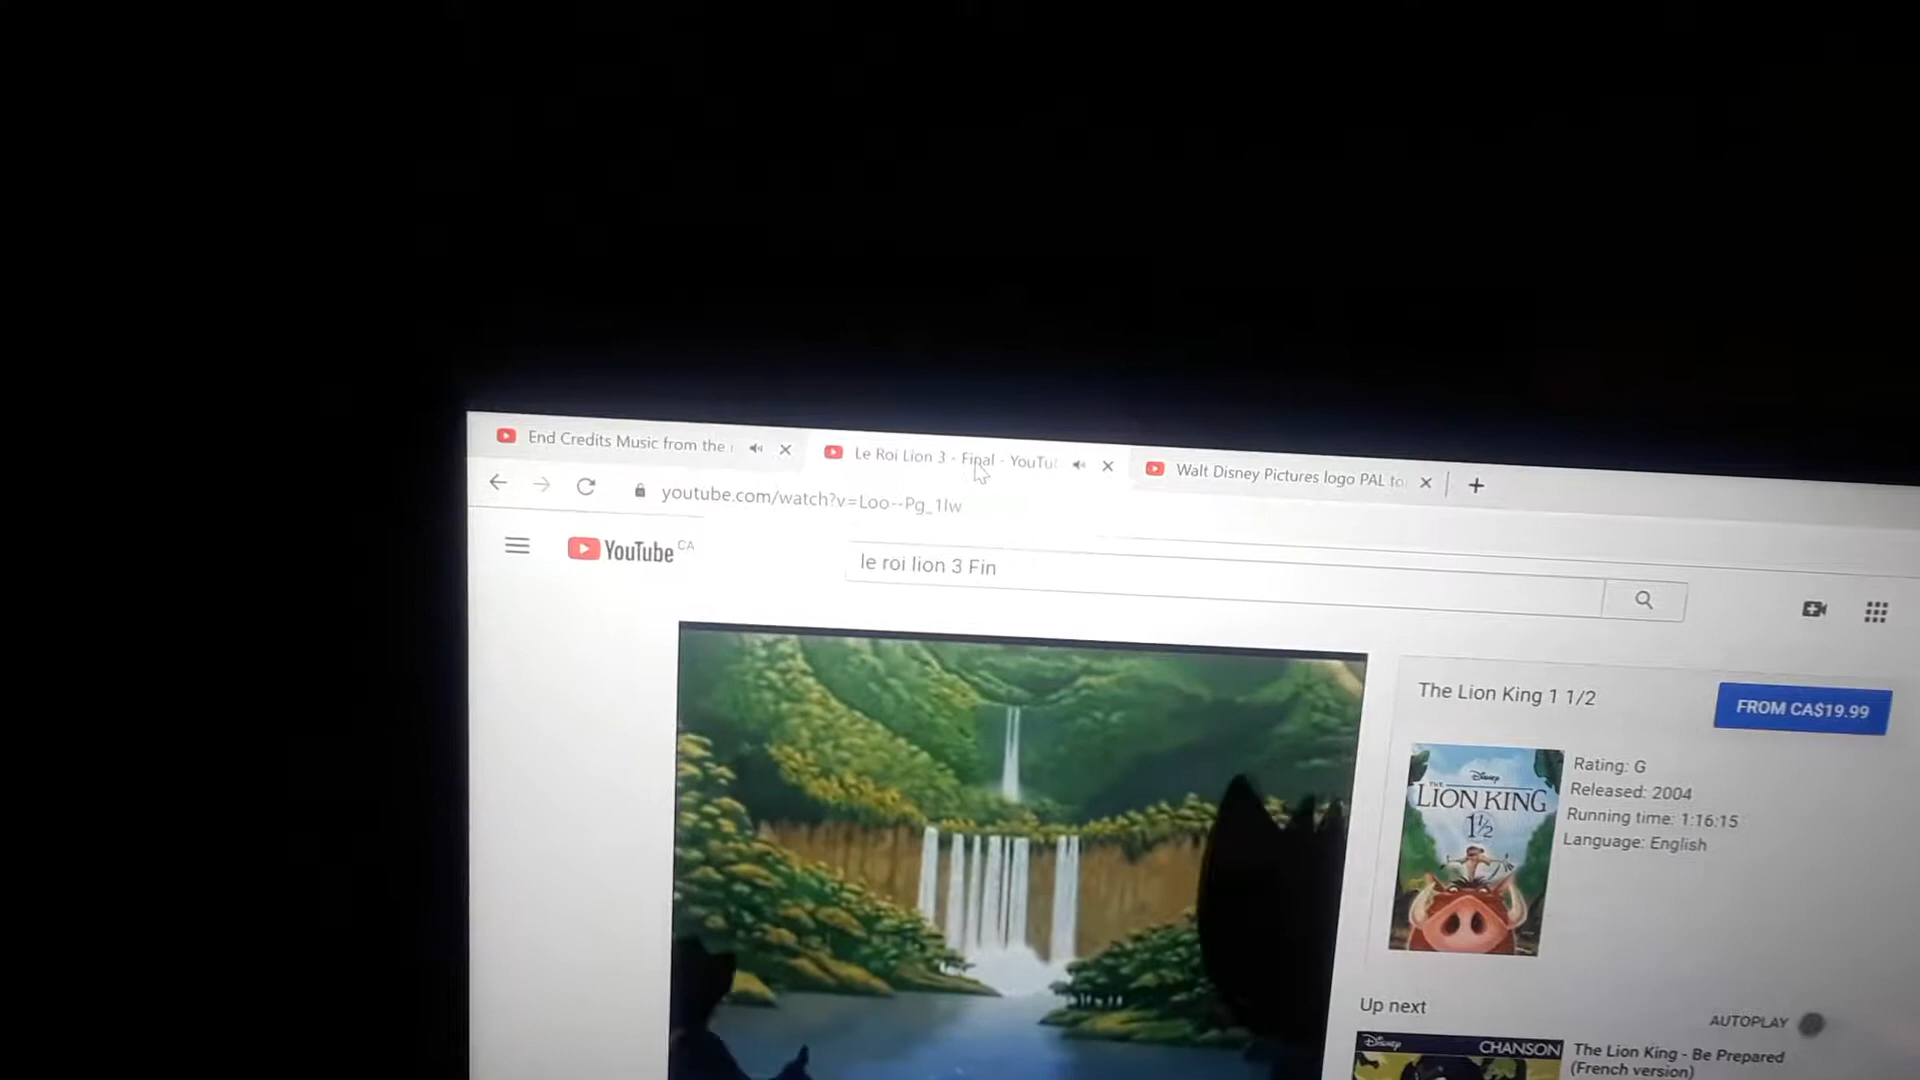 End Credits Music from the
Le Roi Lion 3 - Final - YouTu
Walt Disney Pictures logo PAL to
youtube.com/watch?v=Loo--Pg_1lw
YouTube CA
le roi lion 3 Fin
The Lion King 1 1/2
FROM CA$19.99
Disney
THE
LION KING
1½
Rating: G
Released: 2004
Running time: 1:16:15
Language: English
Up next
AUTOPLAY
Disney
CHANSON
The Lion King - Be Prepared
(French version)